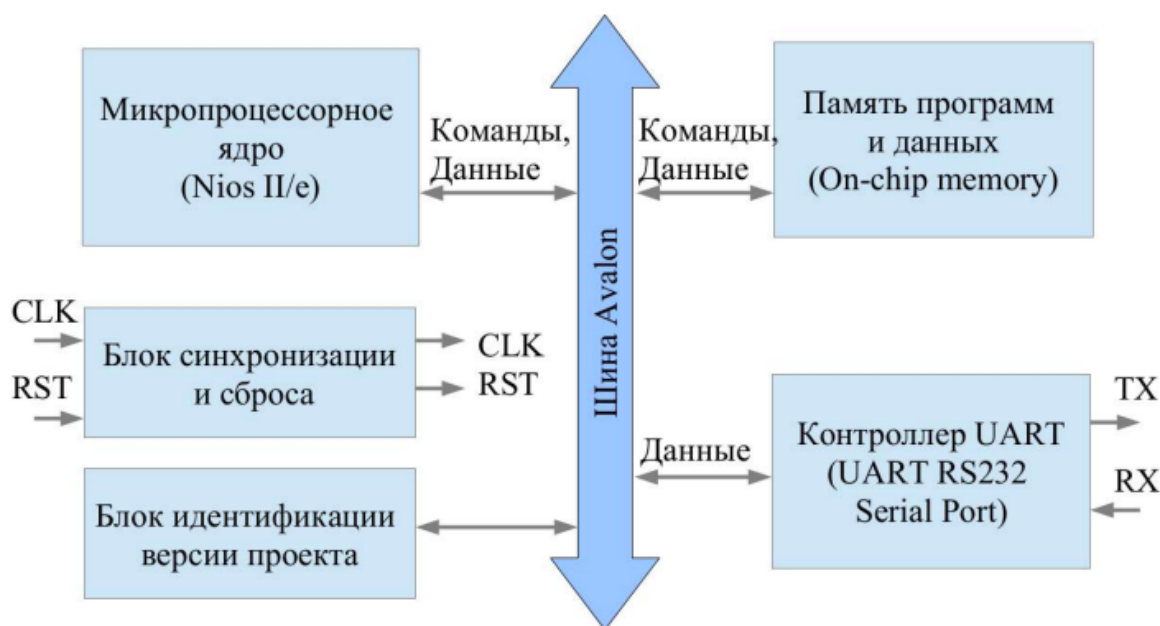 Микропроцессорное
ядро
(Nios II/e)
Команды,
Данные
Команды,
Данные
Память программ
и данных
(On-chip memory)
Шина Avalon
CLK
RST
Блок синхронизации
и сброса
CLK
RST
Данные
Контроллер UART
(UART RS232
Serial Port)
TX
RX
Блок идентификации
версии проекта